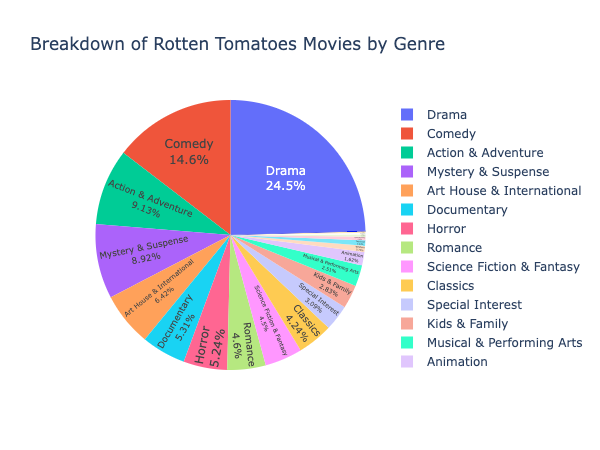 Breakdown of Rotten Tomatoes Movies by Genre
Drama
24.5%
Comedy
14.6%
Action & Adventure
9.13%
Mystery & Suspense
8.92%
Art House & International
6.42%
Documentary
5.31%
Horror
5.24%
Romance
4.6%
Science Fiction & Fantasy
4.5%
Classics
4.24%
Special Interest
3.09%
Kids & Family
2.83%
Musical & Performing Arts
2.51%
Animation
1.82%
Drama
Comedy
Action & Adventure
Mystery & Suspense
Art House & International
Documentary
Horror
Romance
Science Fiction & Fantasy
Classics
Special Interest
Kids & Family
Musical & Performing Arts
Animation